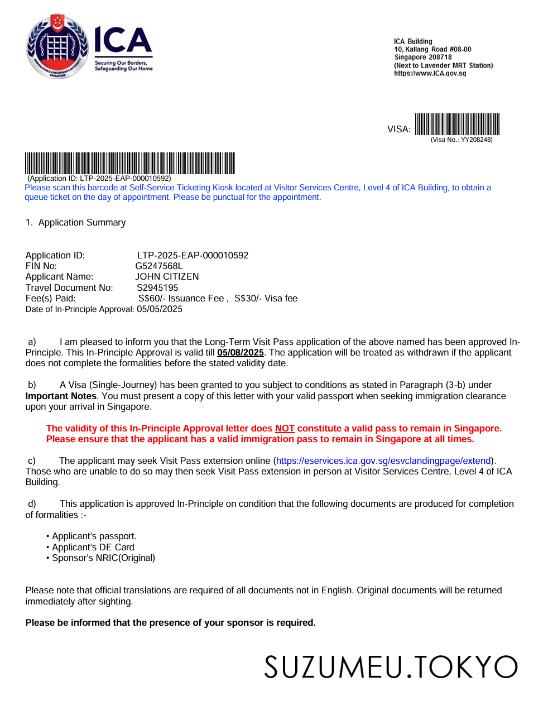 ICA
Securing Our Borders,
Safeguarding Our Home
ICA Building
10, Kallang Road #08-00
Singapore 208718
(Next to Lavender MRT Station)
https://www.ICA.gov.sg
VISA:
(Visa No.: YY208248)
(Application ID: LTP-2025-EAP-000010592)
Please scan this barcode at Self-Service Ticketing Kiosk located at Visitor Services Centre, Level 4 of ICA Building, to obtain a
queue ticket on the day of appointment. Please be punctual for the appointment.
1. Application Summary
Application ID: LTP-2025-EAP-000010592
FIN No: G5247568L
Applicant Name: JOHN CITIZEN
Travel Document No: S2945195
Fee(s) Paid: S$60/- Issuance Fee , S$30/- Visa fee
Date of In-Principle Approval: 05/05/2025
a) I am pleased to inform you that the Long-Term Visit Pass application of the above named has been approved In-
Principle. This In-Principle Approval is valid till 05/08/2025. The application will be treated as withdrawn if the applicant
does not complete the formalities before the stated validity date.
b) A Visa (Single-Journey) has been granted to you subject to conditions as stated in Paragraph (3-b) under
Important Notes. You must present a copy of this letter with your valid passport when seeking immigration clearance
upon your arrival in Singapore.
The validity of this In-Principle Approval letter does NOT constitute a valid pass to remain in Singapore.
Please ensure that the applicant has a valid immigration pass to remain in Singapore at all times.
c) The applicant may seek Visit Pass extension online (https://eservices.ica.gov.sg/esvclandingpage/extend).
Those who are unable to do so may then seek Visit Pass extension in person at Visitor Services Centre, Level 4 of ICA
Building.
d) This application is approved In-Principle on condition that the following documents are produced for completion
of formalities :-
• Applicant's passport.
• Applicant's DE Card
• Sponsor's NRIC(Original)
Please note that official translations are required of all documents not in English. Original documents will be returned
immediately after sighting.
Please be informed that the presence of your sponsor is required.
SUZUMEU.TOKYO